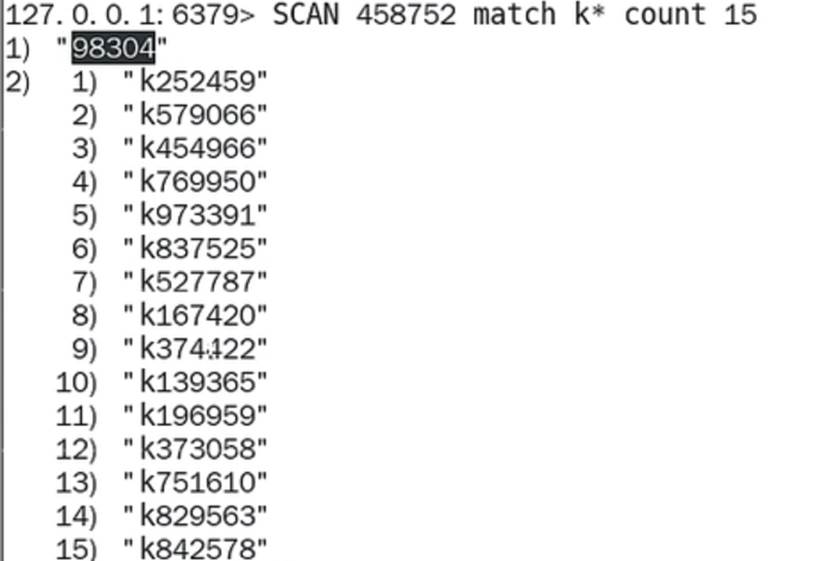 127.0.0.1:6379> SCAN 458752 match k* count 15
1) "98304"
2) 1) "k252459"
2) "k579066"
3) "k454966"
4) "k769950"
5) "k973391"
6) "k837525"
7) "k527787"
8) "k167420"
9) "k374422"
10) "k139365"
11) "k196959"
12) "k373058"
13) "k751610"
14) "k829563"
15) "k842578"